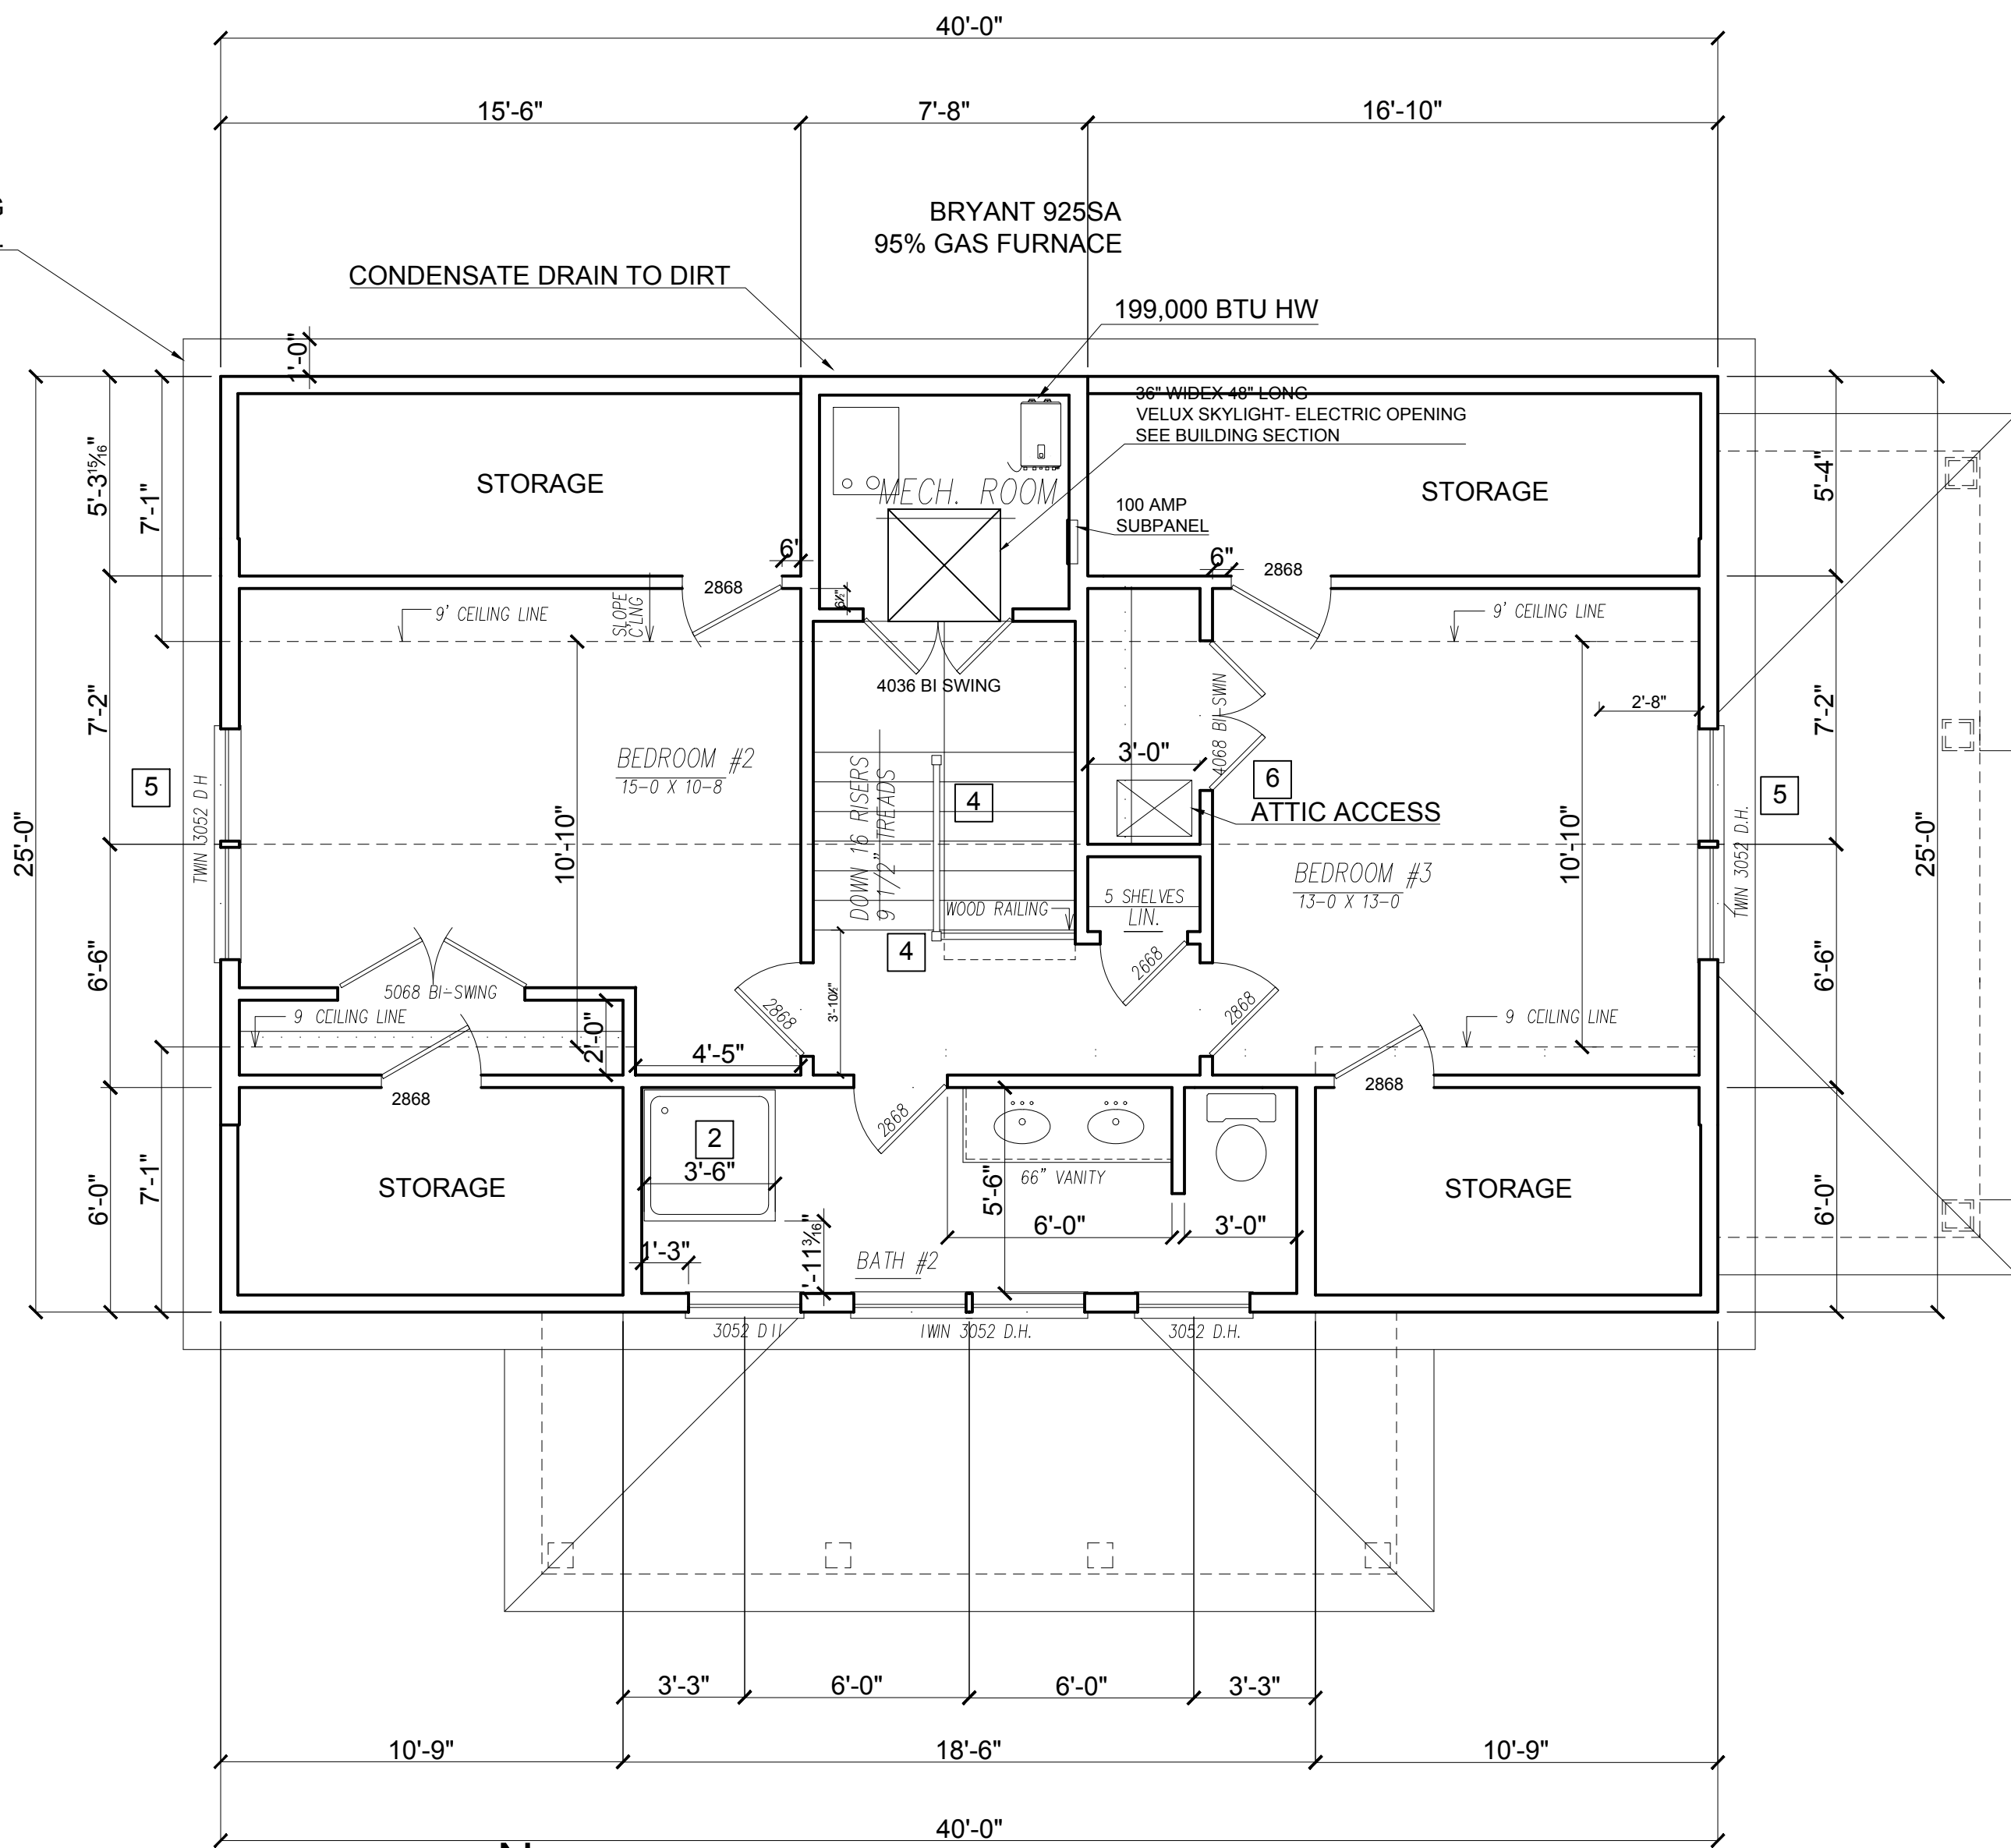 40'-0"
15'-6"
7'-8"
16'-10"
BRYANT 925SA
95% GAS FURNACE
CONDENSATE DRAIN TO DIRT
199,000 BTU HW
1'-0"
36" WIDEX 48" LONG
VELUX SKYLIGHT- ELECTRIC OPENING
SEE BUILDING SECTION
5'-3 15/16"
7'-1"
STORAGE
MECH. ROOM
STORAGE
5'-4"
100 AMP
SUBPANEL
6"
2868
6"
2868
6½"
SLOPE
C'LNG
9' CEILING LINE
9' CEILING LINE
4036 BI SWING
4068 BI-SWIN
2'-8"
7'-2"
7'-2"
BEDROOM #2
15-0 X 10-8
3'-0"
5
TWIN 3052 D H
6
5
TWIN 3052 D.H.
4
ATTIC ACCESS
DOWN 16 RISERS
9 1/2" TREADS
25'-0"
10'-10"
10'-10"
25'-0"
BEDROOM #3
13-0 X 13-0
5 SHELVES
LIN.
WOOD RAILING
4
2668
6'-6"
6'-6"
5068 BI-SWING
9 CEILING LINE
2'-0"
2868
3'-10½"
2868
9 CEILING LINE
4'-5"
2868
2868
2868
2
3'-6"
66" VANITY
5'-6"
STORAGE
STORAGE
6'-0"
7'-1"
6'-0"
3'-0"
6'-0"
1'-3"
1'-11 3/16"
BATH #2
3052 D H
TWIN 3052 D.H.
3052 D.H.
3'-3"
6'-0"
6'-0"
3'-3"
10'-9"
18'-6"
10'-9"
40'-0"
N